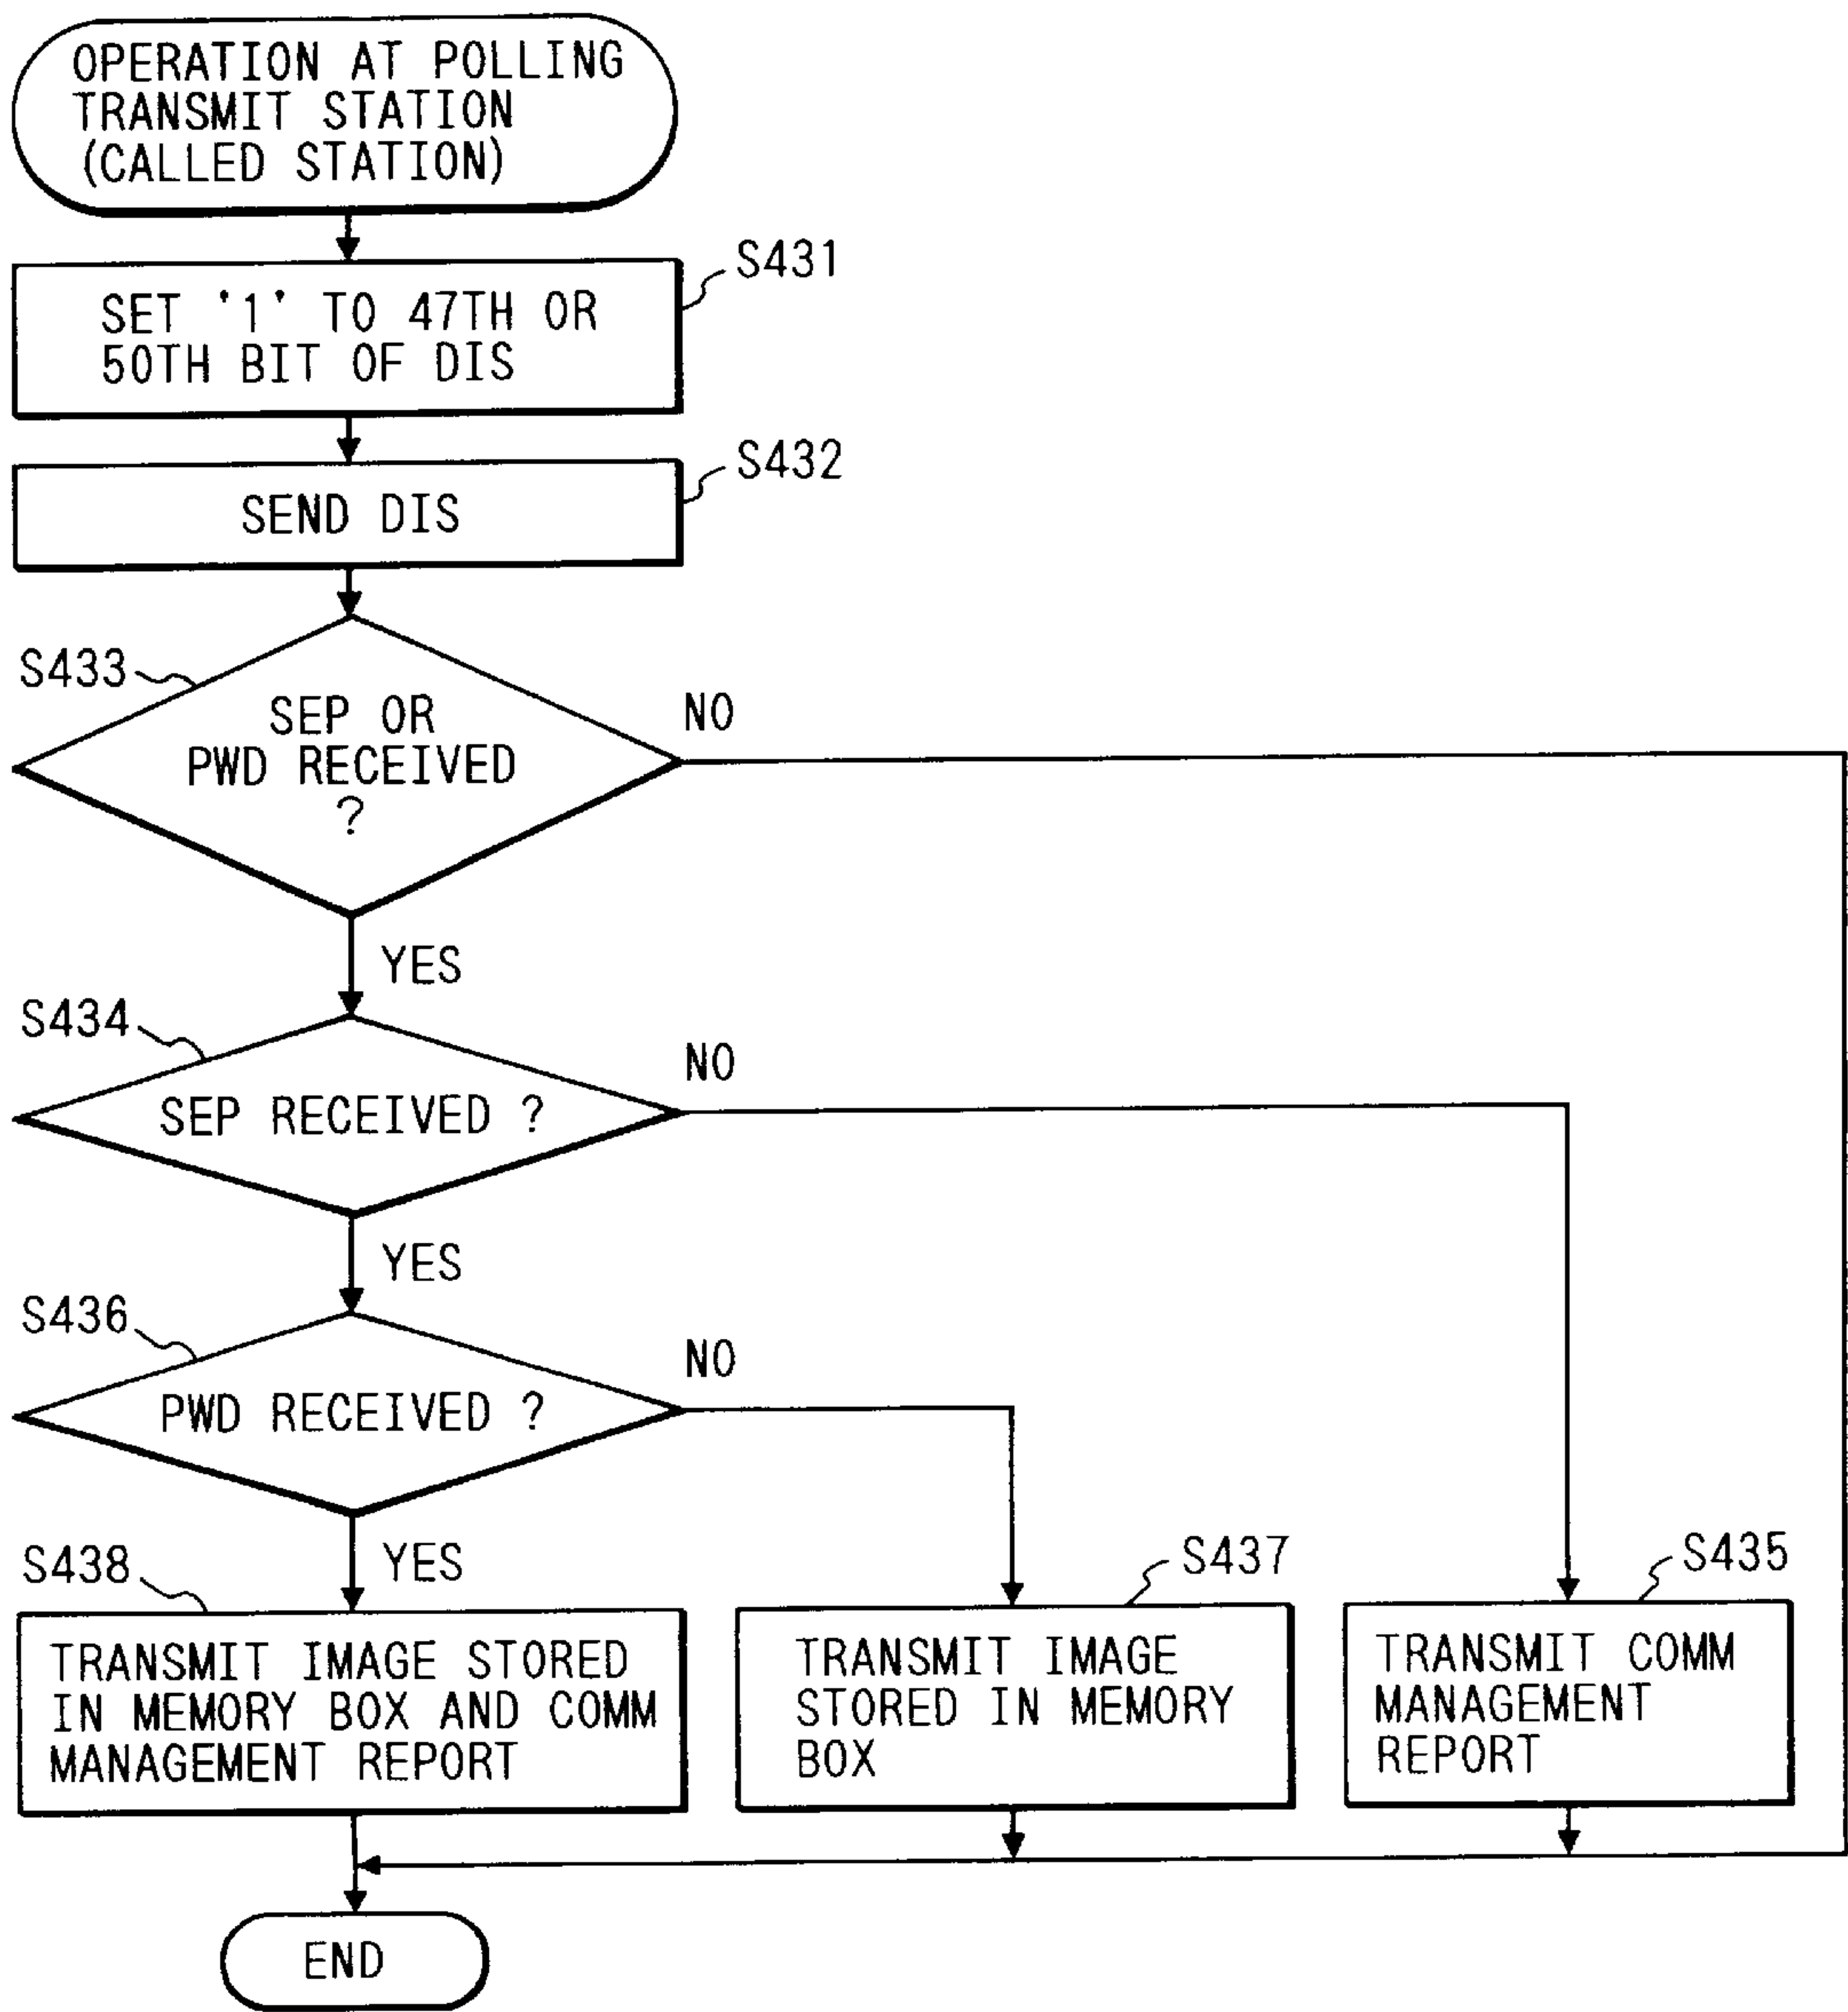 OPERATION AT POLLING
TRANSMIT STATION
(CALLED STATION)
S431
SET '1' TO 47TH OR
50TH BIT OF DIS
S432
SEND DIS
S433
SEP OR
PWD RECEIVED
?
NO
YES
S434
SEP RECEIVED ?
NO
YES
S436
PWD RECEIVED ?
NO
YES
S438
TRANSMIT IMAGE STORED
IN MEMORY BOX AND COMM
MANAGEMENT REPORT
S437
TRANSMIT IMAGE
STORED IN MEMORY
BOX
S435
TRANSMIT COMM
MANAGEMENT
REPORT
END